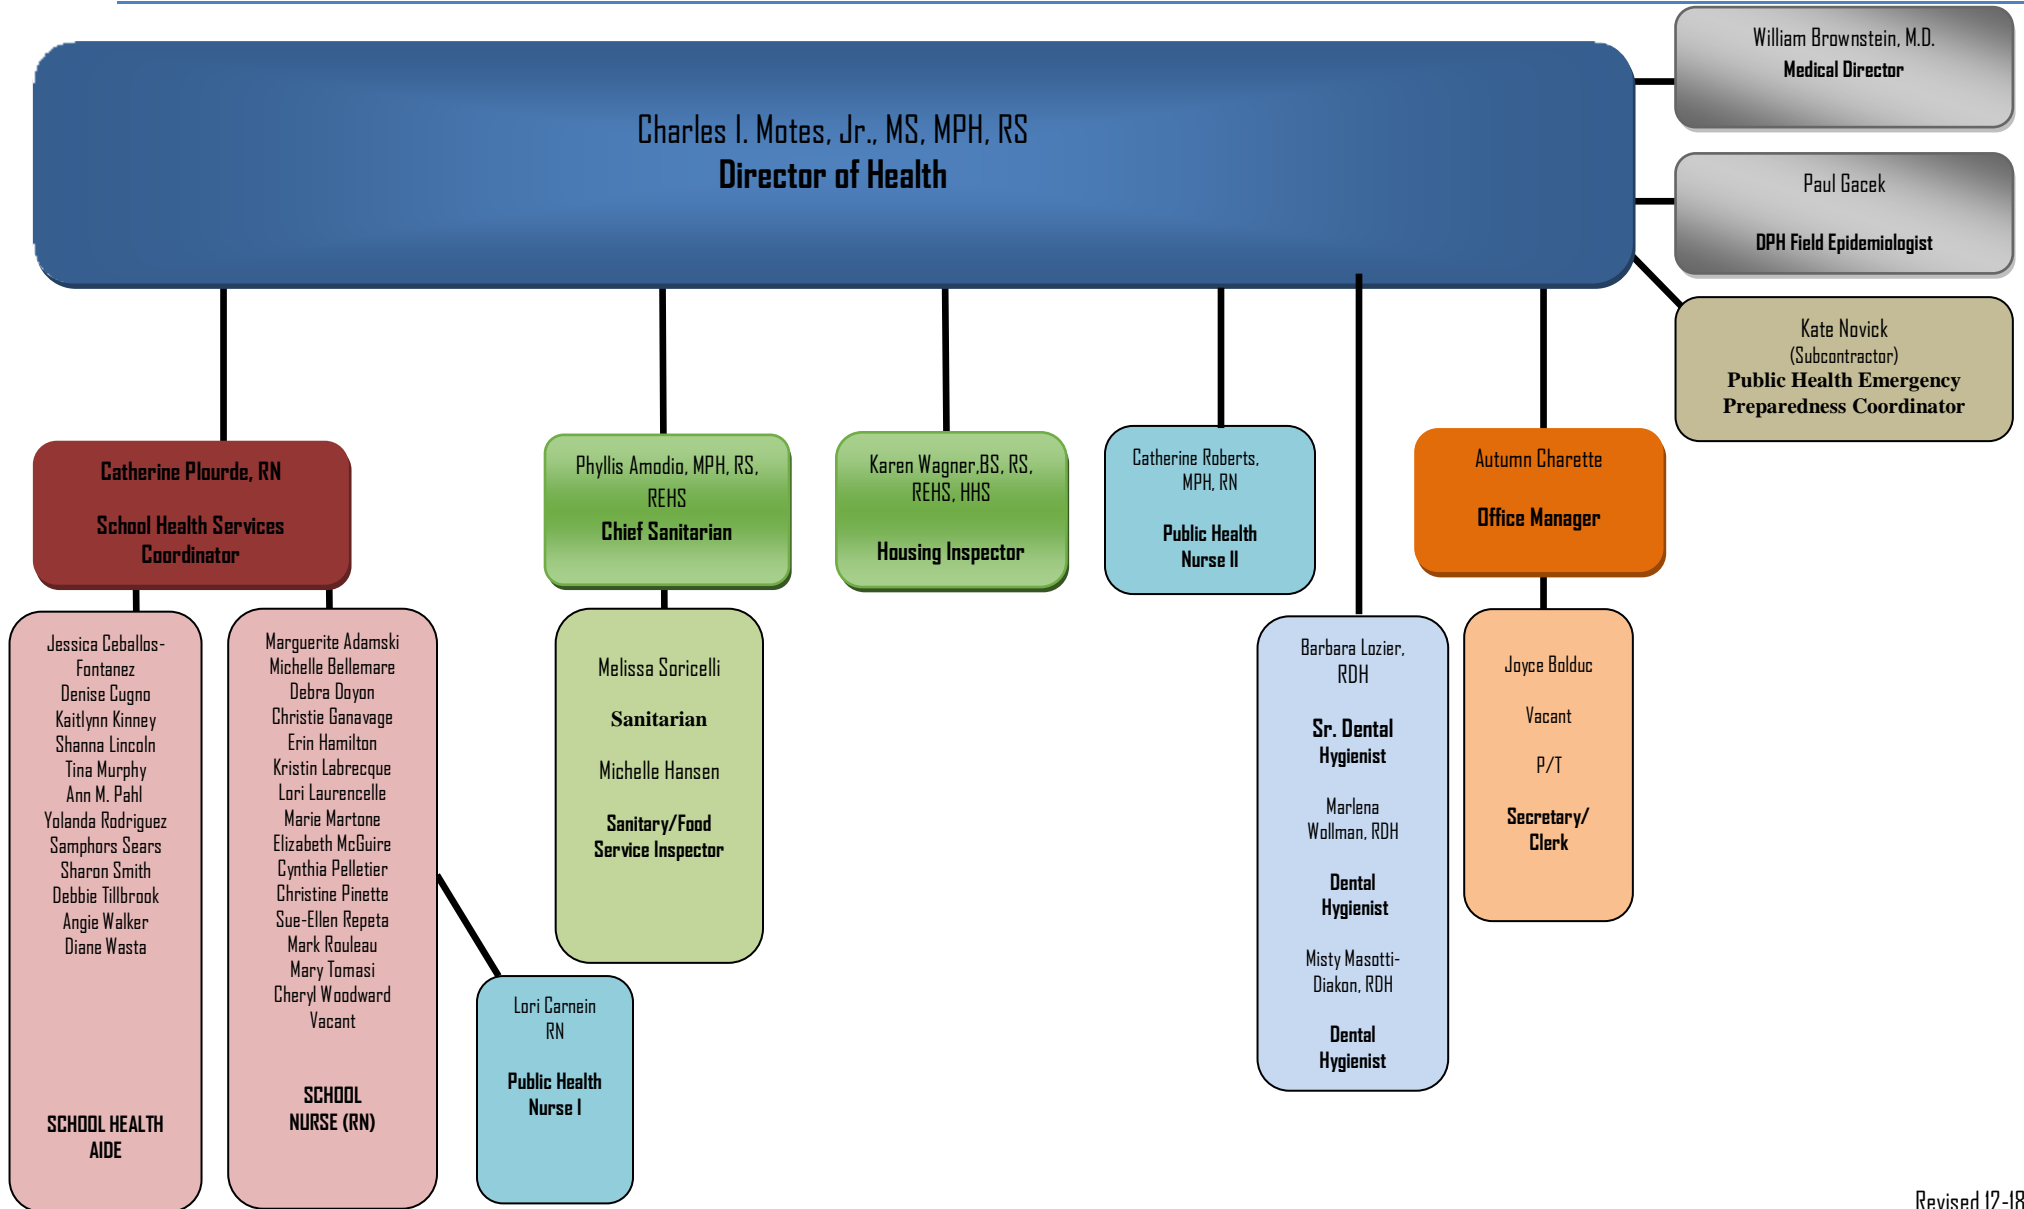 William Brownstein, M.D.
Medical Director
Charles I. Motes, Jr., MS, MPH, RS
Director of Health
Paul Gacek
DPH Field Epidemiologist
Kate Novick
(Subcontractor)
Public Health Emergency
Preparedness Coordinator
Catherine Plourde, RN
School Health Services
Coordinator
Phyllis Amodio, MPH, RS,
REHS
Chief Sanitarian
Karen Wagner,BS, RS,
REHS, HHS
Housing Inspector
Catherine Roberts,
MPH, RN
Public Health
Nurse II
Autumn Charette
Office Manager
Jessica Ceballos-
Fontanez
Denise Cugno
Kaitlynn Kinney
Shanna Lincoln
Tina Murphy
Ann M. Pahl
Yolanda Rodriguez
Samphors Sears
Sharon Smith
Debbie Tillbrook
Angie Walker
Diane Wasta
SCHOOL HEALTH
AIDE
Marguerite Adamski
Michelle Bellemare
Debra Doyon
Christie Ganavage
Erin Hamilton
Kristin Labrecque
Lori Laurencelle
Marie Martone
Elizabeth McGuire
Cynthia Pelletier
Christine Pinette
Sue-Ellen Repeta
Mark Rouleau
Mary Tomasi
Cheryl Woodward
Vacant
SCHOOL
NURSE (RN)
Lori Carnein
RN
Public Health
Nurse I
Melissa Soricelli
Sanitarian
Michelle Hansen
Sanitary/Food
Service Inspector
Barbara Lozier,
RDH
Sr. Dental
Hygienist
Marlena
Wollman, RDH
Dental
Hygienist
Misty Masotti-
Diakon, RDH
Dental
Hygienist
Joyce Bolduc
Vacant
P/T
Secretary/
Clerk
Revised 12-18